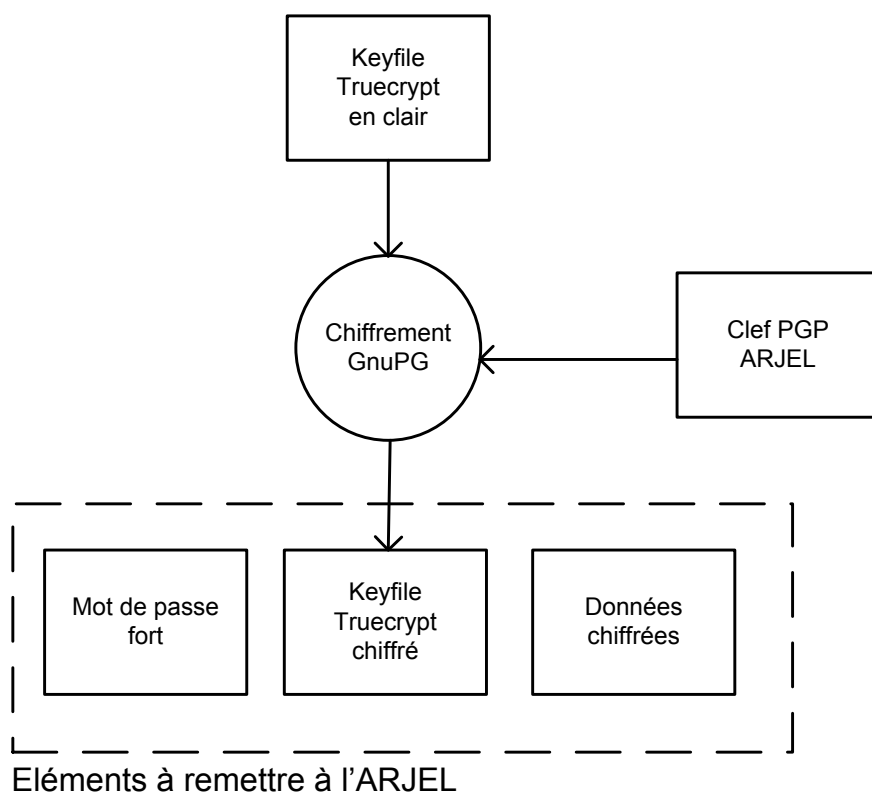 Keyfile
Truecrypt
en clair
Chiffrement
GnuPG
Clef PGP
ARJEL
Mot de passe
fort
Keyfile
Truecrypt
chiffré
Données
chiffrées
Eléments à remettre à l’ARJEL